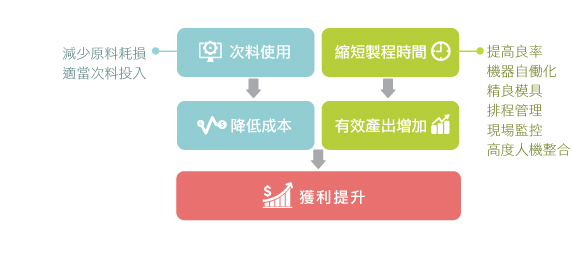 減少原料耗損
適當次料投入
次料使用
縮短製程時間
提高良率
機器自働化
精良模具
排程管理
現場監控
高度人機整合
降低成本
有效產出增加
獲利提升